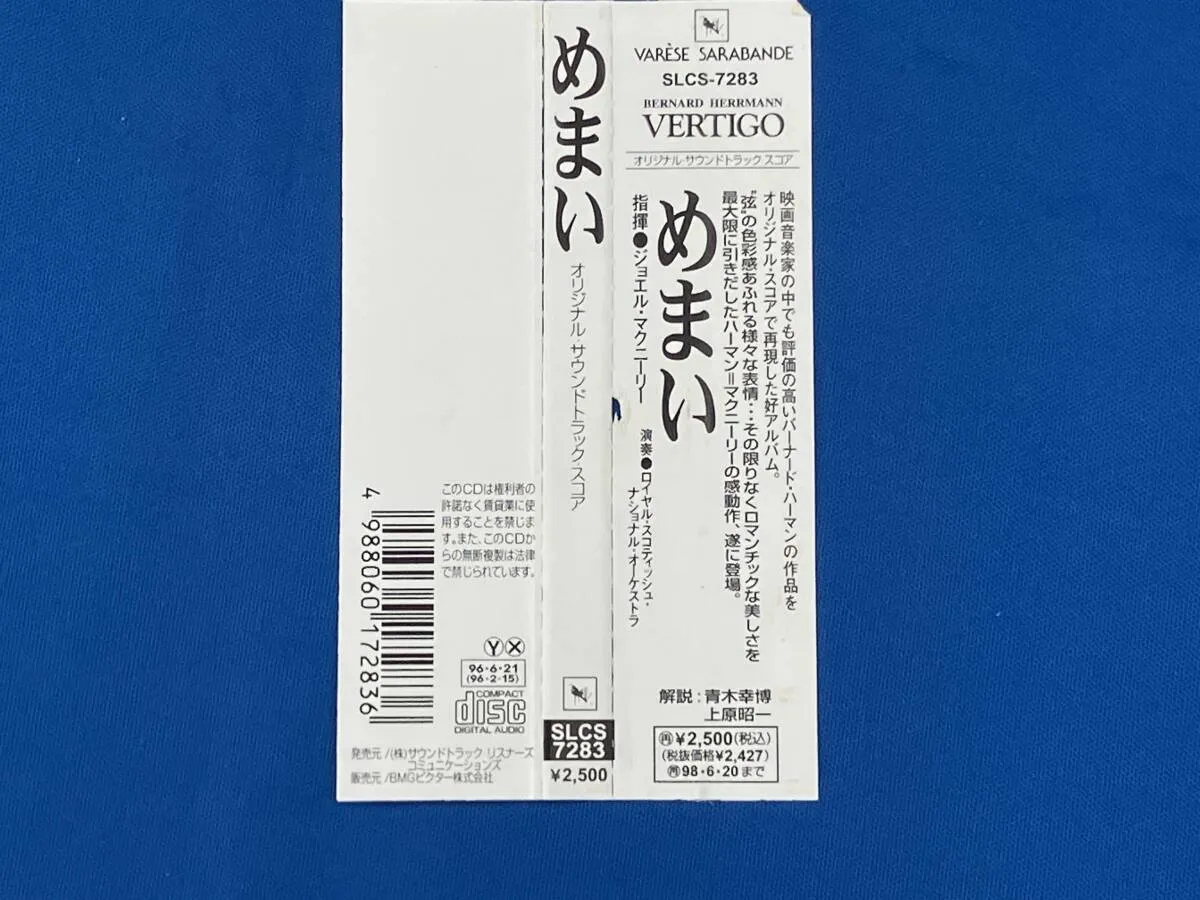 VARÈSE SARABANDE
SLCS-7283
BERNARD HERRMANN
VERTIGO
オリジナル・サウンドトラック スコア
映画音楽家の中でも評価の高いバーナード・ハーマンの作品を
オリジナル・スコアで再現した好アルバム。
“弦”の色彩感あふれる様々な表情…その限りなくロマンチックな美しさを
最大限に引きだしたハーマン=マクニーリーの感動作、遂に登場。
めまい
指揮●ジョエル・マクニーリー
演奏●ロイヤル・スコティッシュ・
ナショナル・オーケストラ
解説：青木幸博
上原昭一
再¥2,500(税込)
(税抜価格¥2,427)
再98・6・20まで
めまい
オリジナル・サウンドトラック・スコア
SLCS
7283
¥2,500
このCDは権利者の
許諾なく賃貸業に使
用することを禁じま
す。また、このCDか
らの無断複製は法律
で禁じられています。
4 988060 172836
Y X
96・6・21
(96・2・15)
COMPACT
disc
DIGITAL AUDIO
発売元/(株)サウンドトラック リスナーズ
コミュニケーションズ
販売元/BMGビクター株式会社